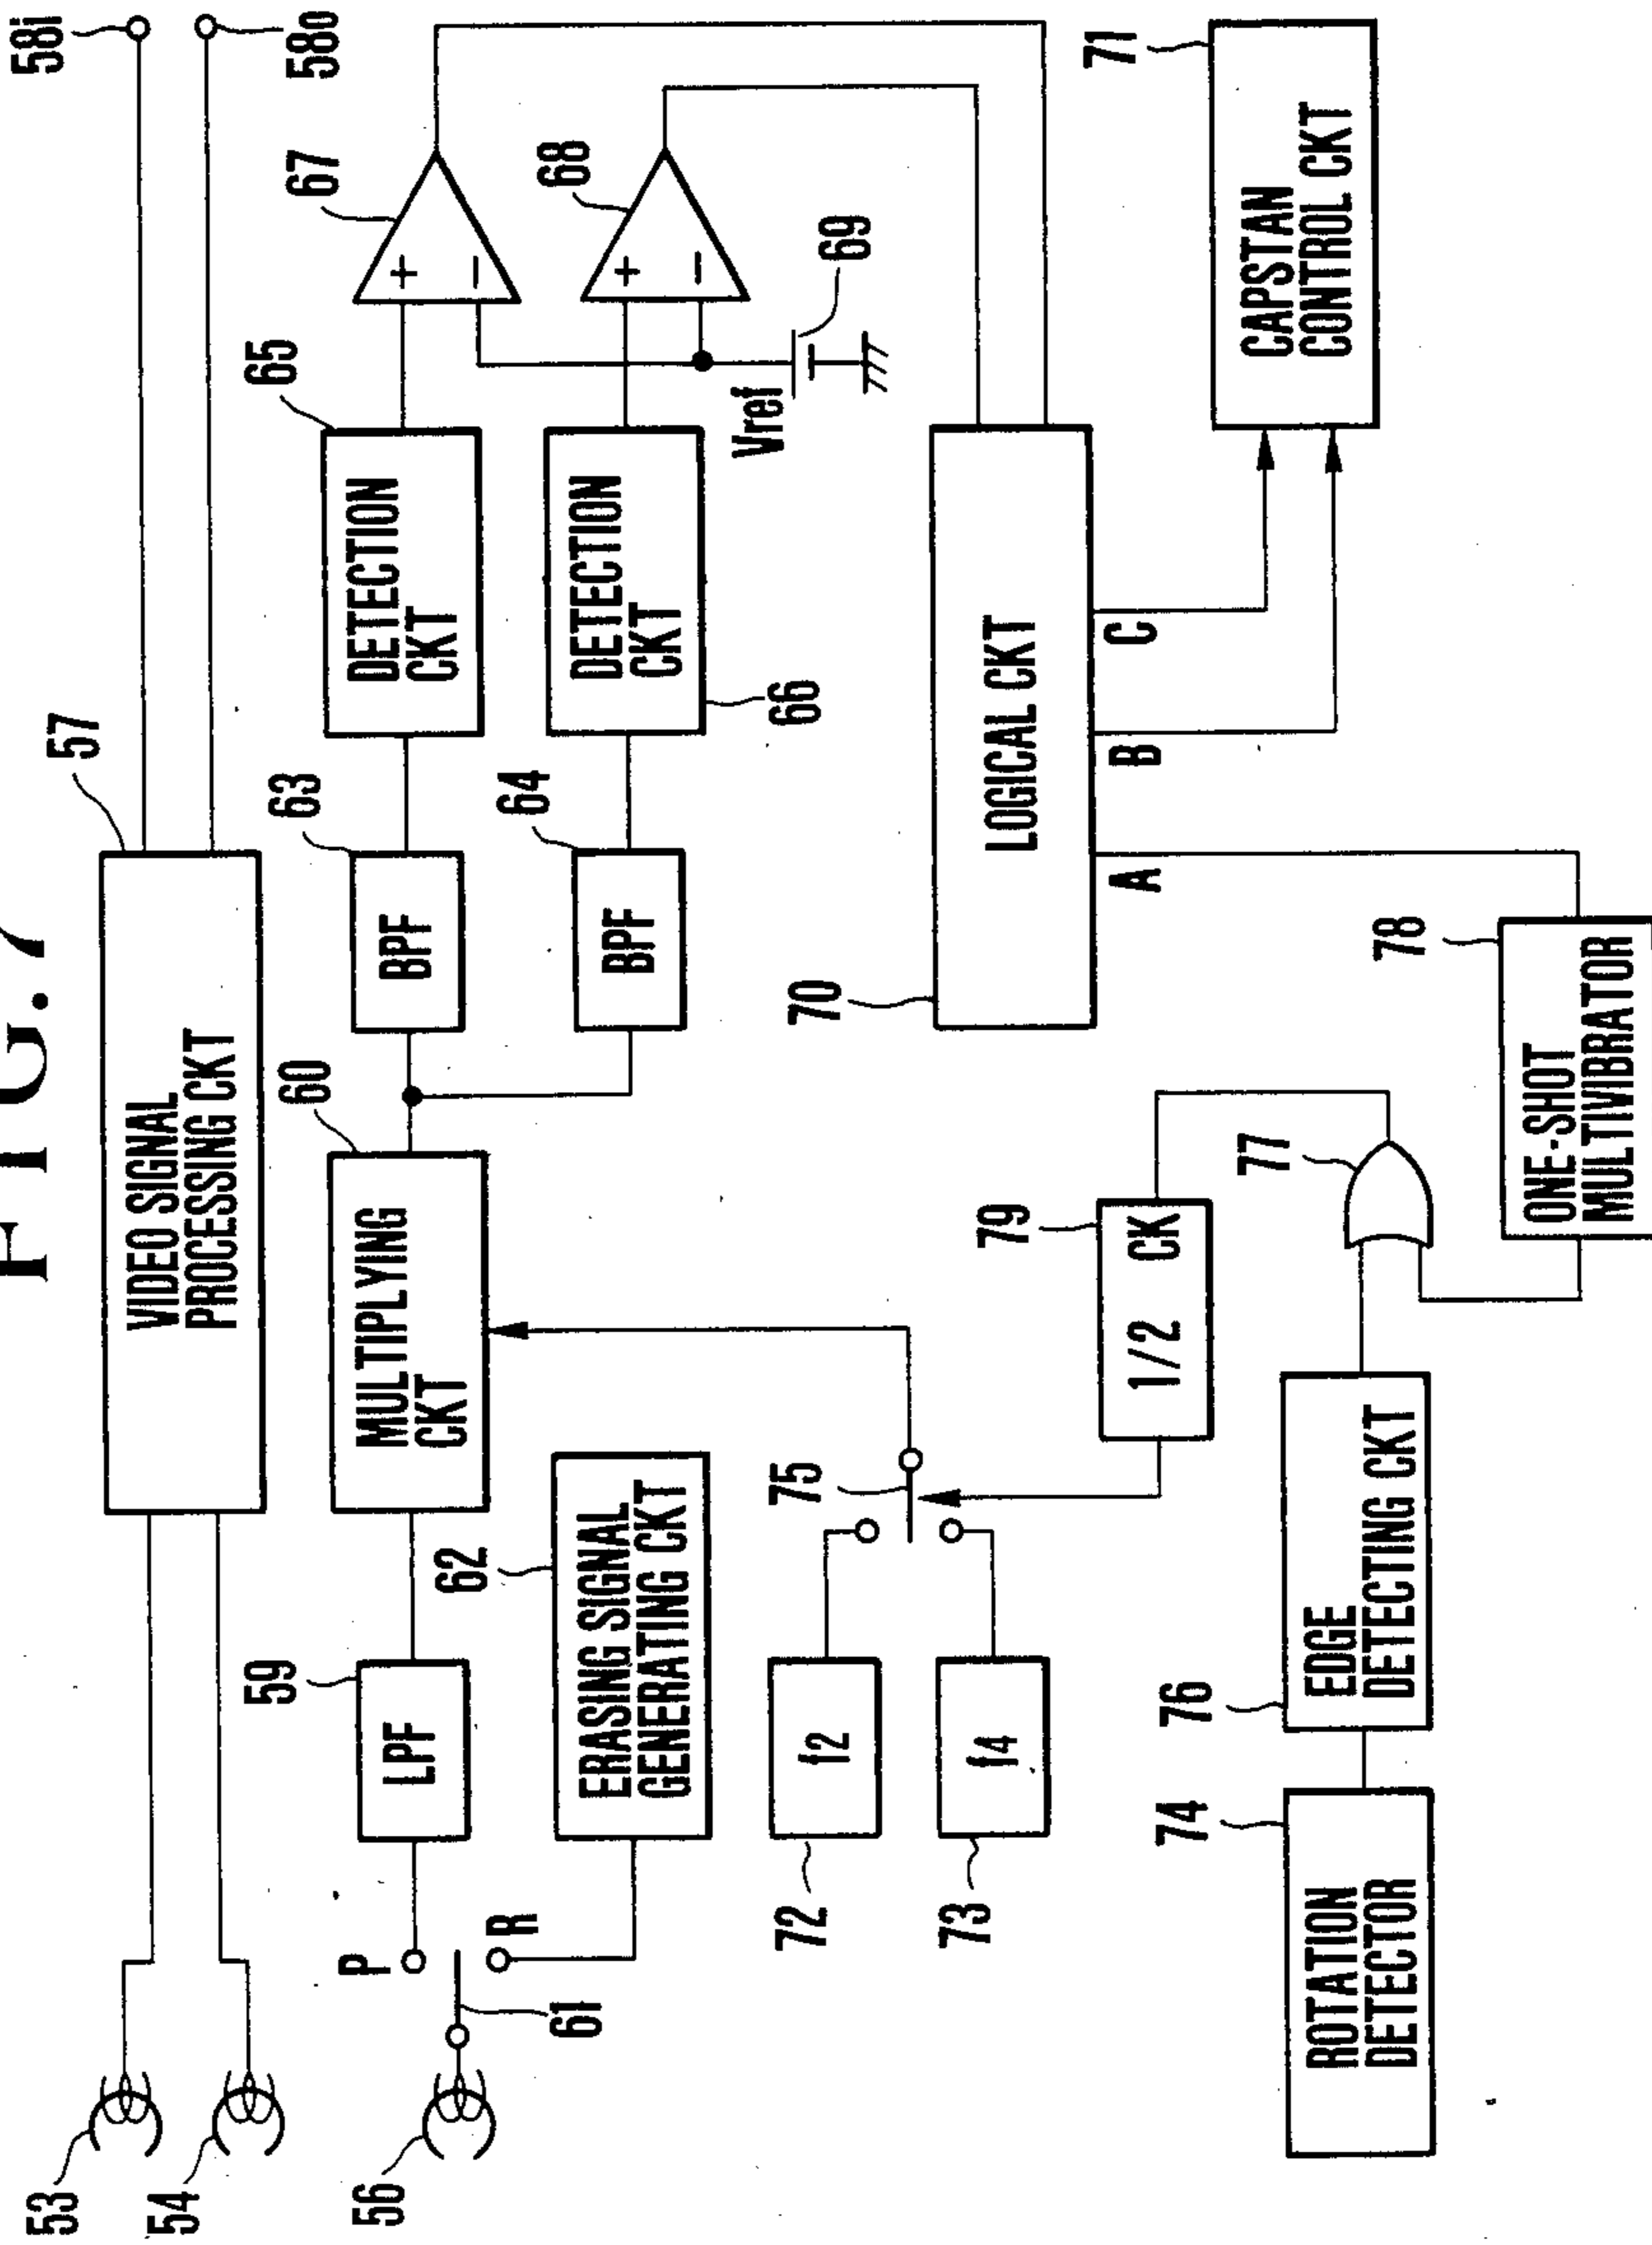 FIG. 7
53
54
57
VIDEO SIGNAL
PROCESSING CKT
58i
58o
56
61
P
R
59
LPF
60
MULTIPLYING
CKT
63
BPF
65
DETECTION
CKT
67
+
−
62
ERASING SIGNAL
GENERATING CKT
64
BPF
66
DETECTION
CKT
68
+
−
Vref
69
72
f2
73
f4
75
70
LOGICAL CKT
A
B
C
71
CAPSTAN
CONTROL CKT
79
1/2 CK
74
ROTATION
DETECTOR
76
EDGE
DETECTING CKT
77
78
ONE-SHOT
MULTIVIBRATOR